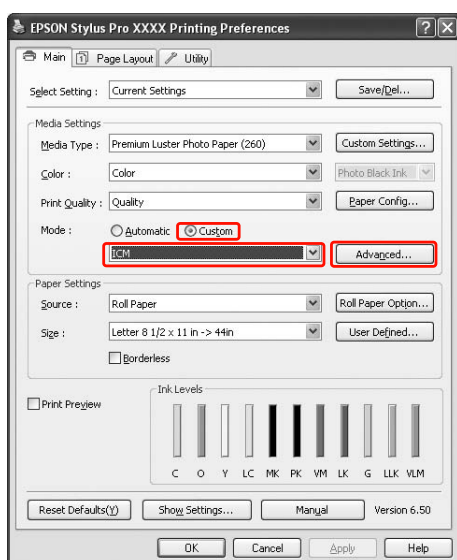 EPSON Stylus Pro XXXX Printing Preferences
Main Page Layout Utility
Select Setting : Current Settings Save/Del...
Media Settings
Media Type : Premium Luster Photo Paper (260) Custom Settings...
Color : Color Photo Black Ink
Print Quality : Quality Paper Config...
Mode : Automatic Custom
ICM Advanced...
Paper Settings
Source : Roll Paper Roll Paper Option...
Size : Letter 8 1/2 x 11 in -> 44in User Defined...
Borderless
Print Preview
Ink Levels
C O Y LC MK PK VM LK G LLK VLM
Reset Defaults(Y) Show Settings... Manual Version 6.50
OK Cancel Apply Help